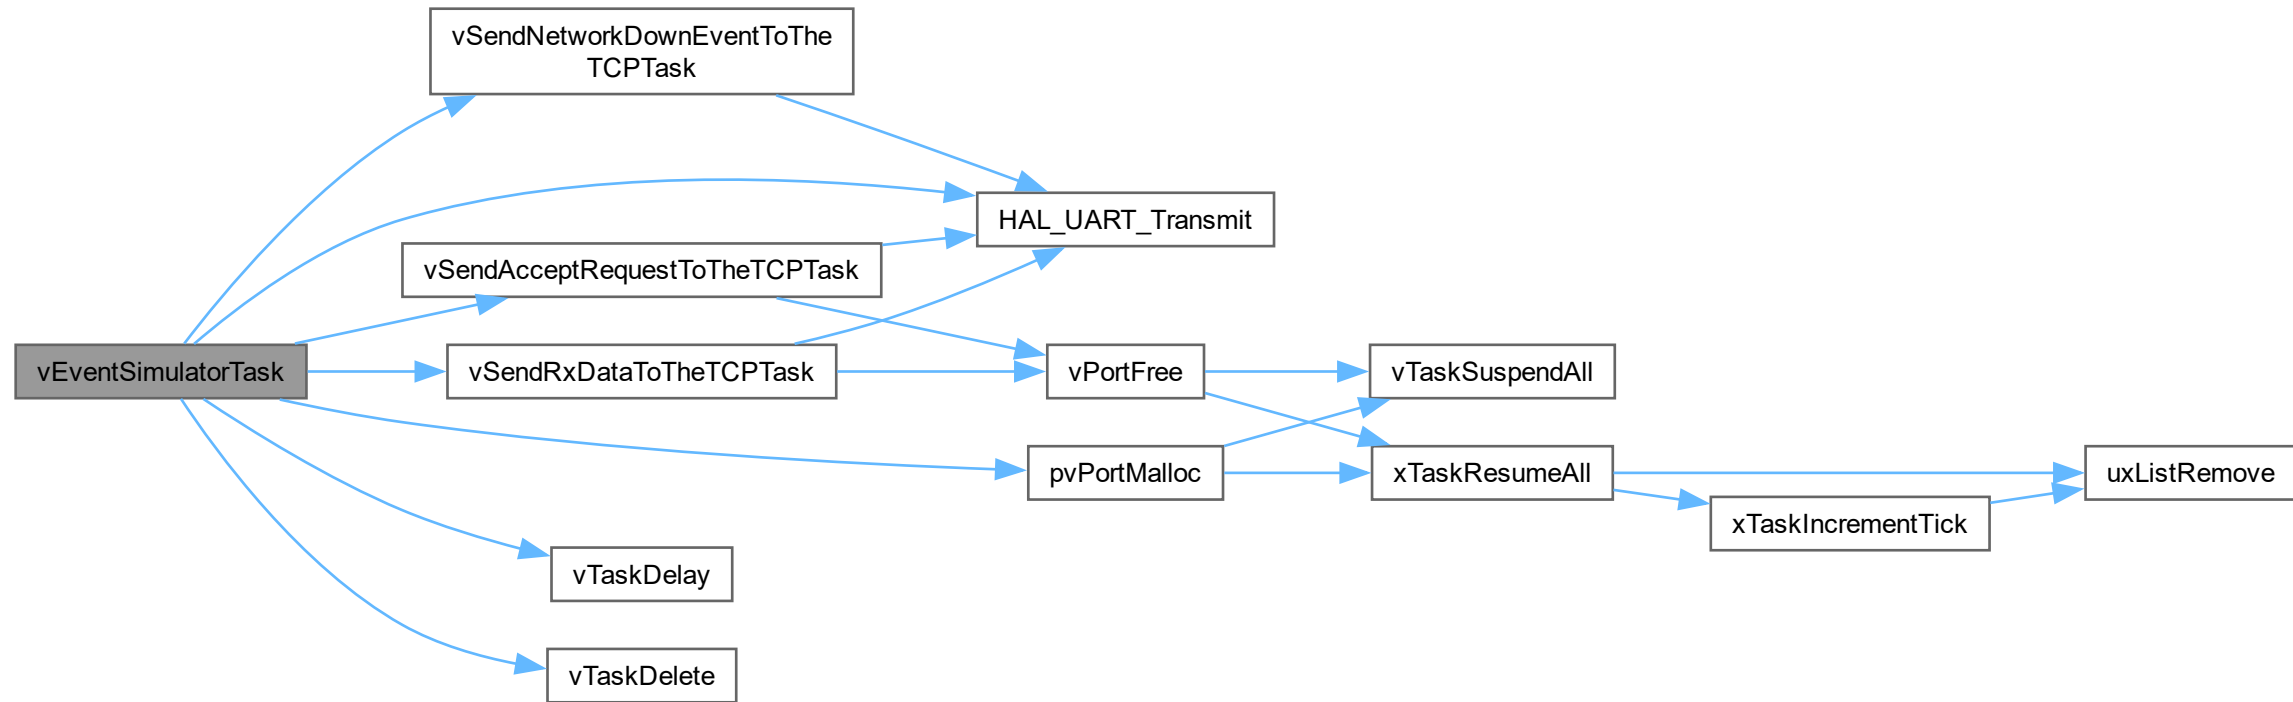 vSendNetworkDownEventToThe
TCPTask
HAL_UART_Transmit
vSendAcceptRequestToTheTCPTask
vEventSimulatorTask
vSendRxDataToTheTCPTask
vPortFree
vTaskSuspendAll
pvPortMalloc
xTaskResumeAll
uxListRemove
xTaskIncrementTick
vTaskDelay
vTaskDelete